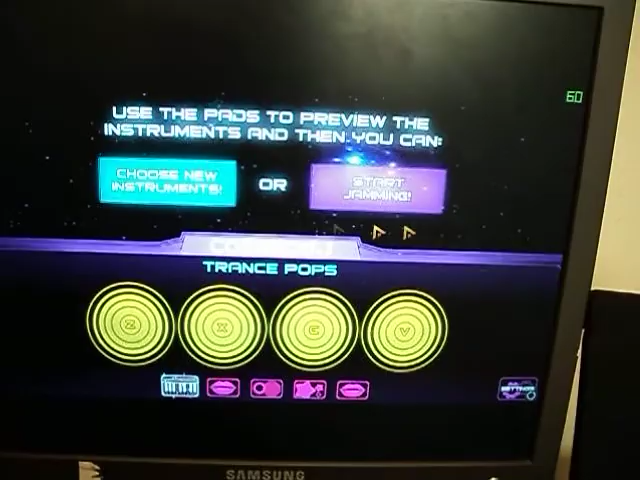 60
USE THE PADS TO PREVIEW THE
INSTRUMENTS AND THEN YOU CAN:
CHOOSE NEW
INSTRUMENTS!
OR
START
JAMMING!
TRANCE POPS
Z X C V
SETTINGS
SAMSUNG